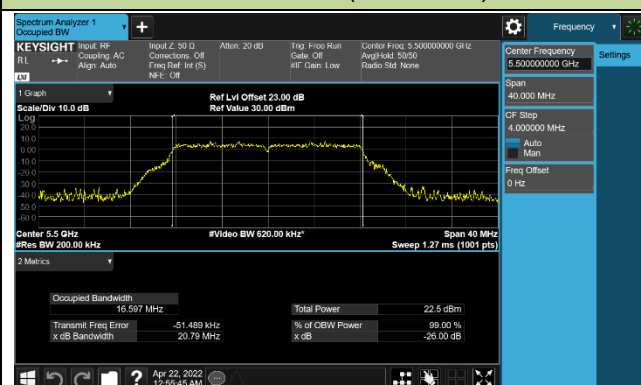 Spectrum Analyzer 1
Occupied BW
Frequency
KEYSIGHT
Input: RF
Input Z: 50 Ω
Atten: 20 dB
Trig: Free Run
Center Freq: 5.500000000 GHz
RL
Coupling: AC
Corrections: Off
Gate: Off
Avg|Hold: 50/50
Align: Auto
Freq Ref: Int (S)
#IF Gain: Low
Radio Std: None
LXI
NFE: Off
Center Frequency
5.500000000 GHz
Settings
Span
40.000 MHz
CF Step
4.000000 MHz
Auto
Man
Freq Offset
0 Hz
1 Graph
Ref Lvl Offset 23.00 dB
Scale/Div 10.0 dB
Ref Value 30.00 dBm
Log
20.0
10.0
0.00
-10.0
-20.0
-30.0
-40.0
-50.0
-60.0
Center 5.5 GHz
#Video BW 620.00 kHz*
Span 40 MHz
#Res BW 200.00 kHz
Sweep 1.27 ms (1001 pts)
2 Metrics
Occupied Bandwidth
16.597 MHz
Total Power
22.5 dBm
Transmit Freq Error
-51.489 kHz
% of OBW Power
99.00 %
x dB Bandwidth
20.79 MHz
x dB
-26.00 dB
?
Apr 22, 2022
12:55:45 AM